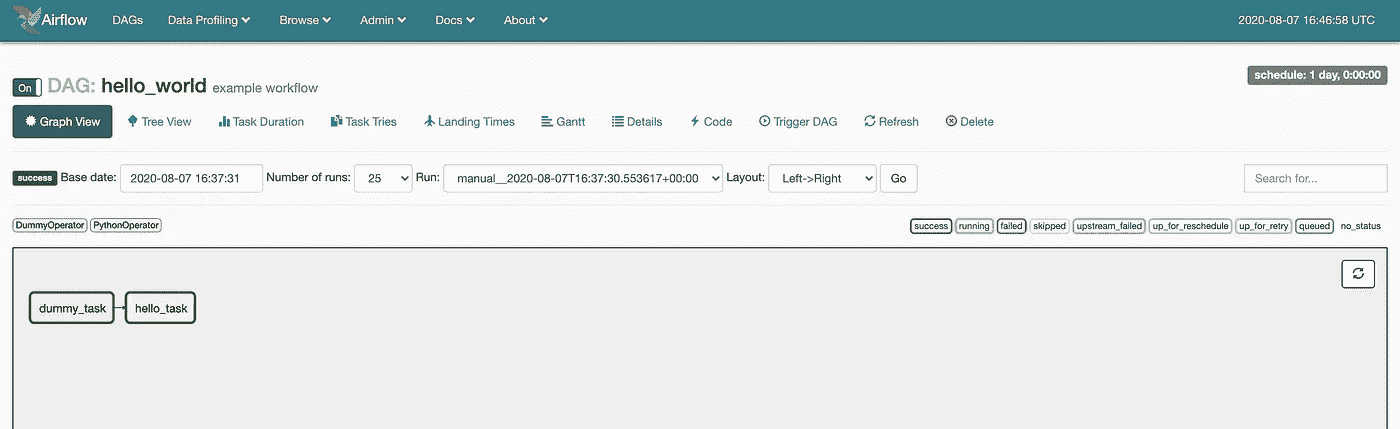 Airflow DAGs Data Profiling Browse Admin Docs About 2020-08-07 16:46:58 UTC
schedule: 1 day, 0:00:00
On DAG: hello_world example workflow
Graph View Tree View Task Duration Task Tries Landing Times Gantt Details Code Trigger DAG Refresh Delete
success Base date: 2020-08-07 16:37:31 Number of runs: 25 Run: manual__2020-08-07T16:37:30.553617+00:00 Layout: Left->Right Go Search for...
DummyOperator PythonOperator success running failed skipped upstream_failed up_for_reschedule up_for_retry queued no_status
dummy_task hello_task